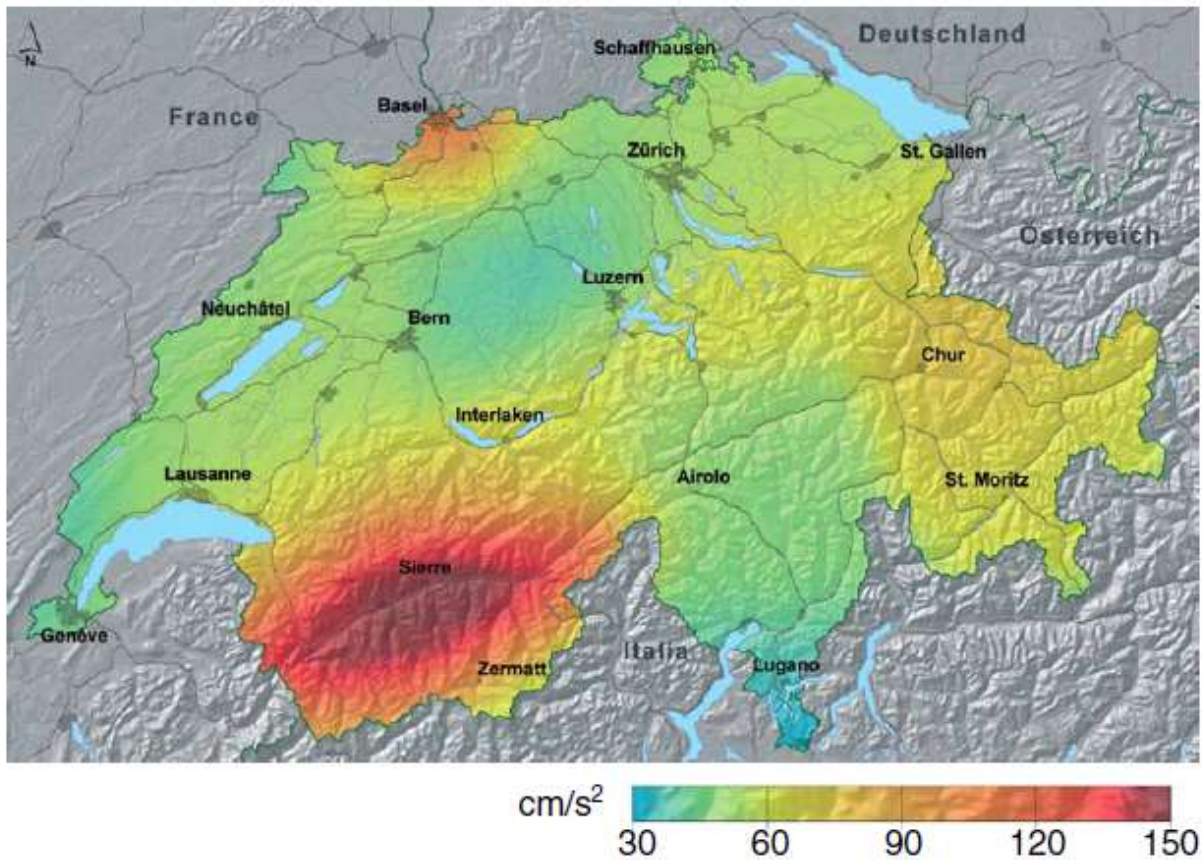 Deutschland
Schaffhausen
N
Basel
France
Zürich
St. Gallen
Österreich
Luzern
Neuchâtel
Bern
Chur
Interlaken
Lausanne
Airolo
St. Moritz
Sierre
Genève
Italia
Zermatt
Lugano
cm/s²
30 60 90 120 150